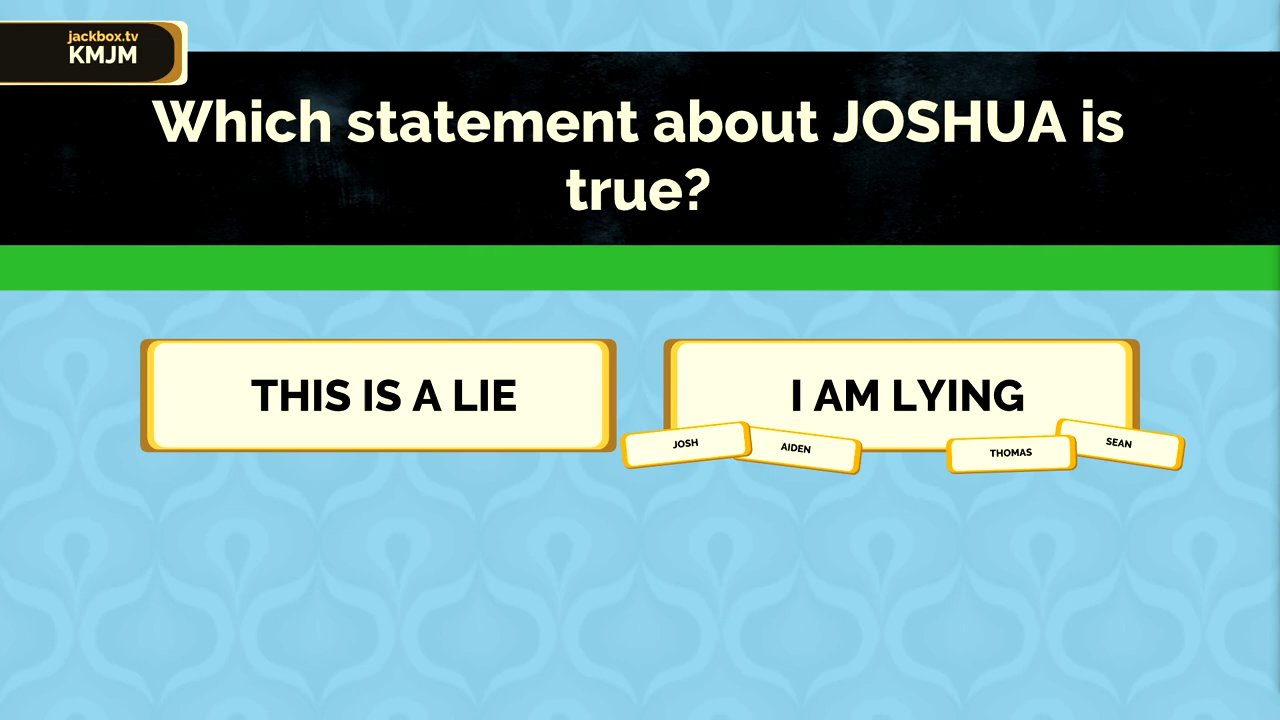 jackbox.tv
KMJM
Which statement about JOSHUA is
true?
THIS IS A LIE
I AM LYING
JOSH
AIDEN
THOMAS
SEAN